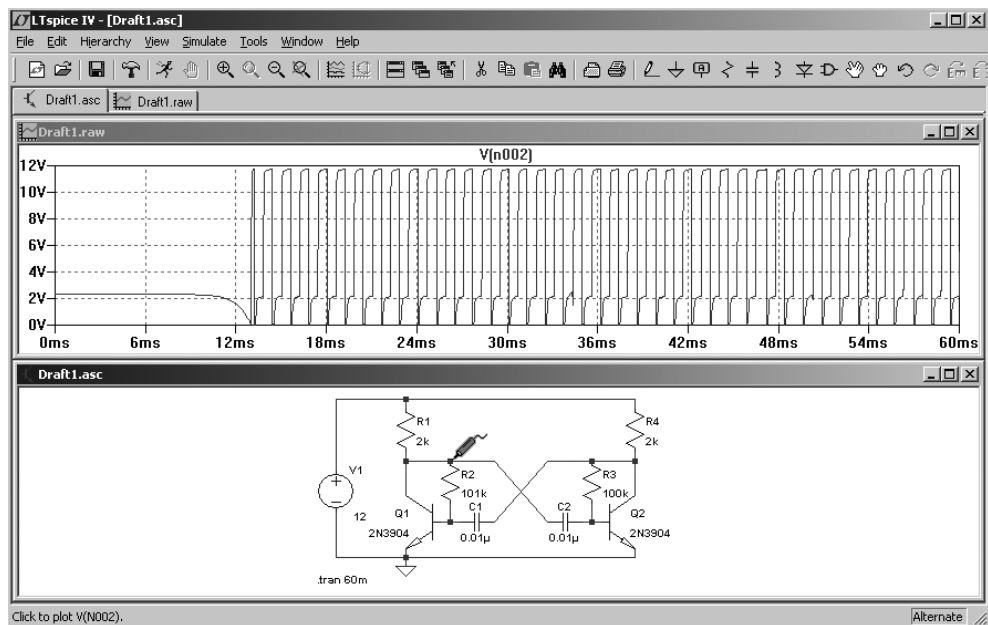 LTspice IV - [Draft1.asc]
File Edit Hierarchy View Simulate Tools Window Help
Draft1.asc Draft1.raw
Draft1.raw
V(n002)
12V
10V
8V
6V
4V
2V
0V
0ms 6ms 12ms 18ms 24ms 30ms 36ms 42ms 48ms 54ms 60ms
Draft1.asc
R1
2k
R4
2k
V1
12
R2
101k
R3
100k
Q1
2N3904
C1
0.01µ
C2
0.01µ
Q2
2N3904
.tran 60m
Click to plot V(N002).
Alternate